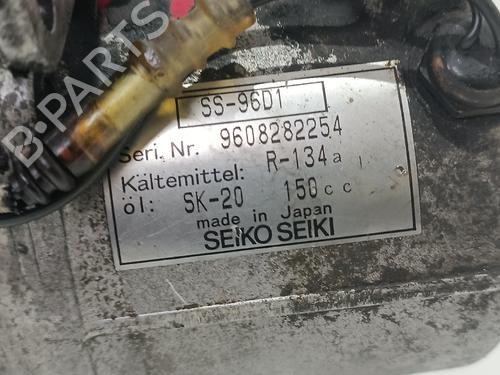 SS-96D1
Seri. Nr. 9608282254
Kältemittel: R-134a
öl: SK-20 150cc
made in Japan
SEIKO SEIKI
B-PARTS